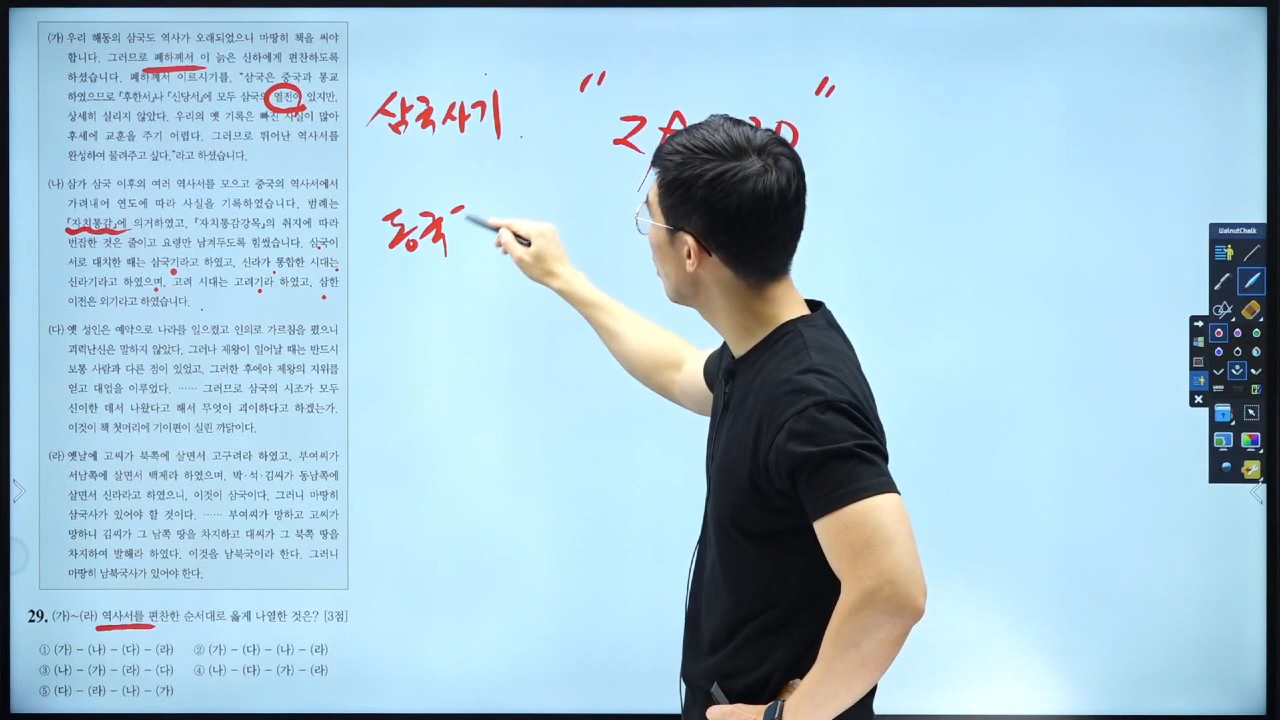 (가) 우리 해동의 삼국도 역사가 오래되었으니 마땅히 책을 써야
합니다. 그러므로 폐하께서 이 늙은 신하에게 편찬하도록
하셨습니다. 폐하께서 이르시기를, "삼국은 중국과 통교
하였으므로 『후한서』나 『신당서』에 모두 삼국의 열전이 있지만,
상세히 실리지 않았다. 우리의 옛 기록은 빠진 사실이 많아
후세에 교훈을 주기 어렵다. 그러므로 뛰어난 역사서를
완성하여 물려주고 싶다."라고 하셨습니다.
(나) 삼가 삼국 이후의 여러 역사서를 모으고 중국의 역사서에서
가려내어 연도에 따라 사실을 기록하였습니다. 범례는
『자치통감』에 의거하였고, 『자치통감강목』의 취지에 따라
번잡한 것은 줄이고 요령만 남겨두도록 힘썼습니다. 삼국이
서로 대치한 때는 삼국기라고 하였고, 신라가 통합한 시대는
신라기라고 하였으며, 고려 시대는 고려기라 하였고, 삼한
이전은 외기라고 하였습니다.
(다) 옛 성인은 예악으로 나라를 일으켰고 인의로 가르침을 폈으니
괴력난신은 말하지 않았다. 그러나 제왕이 일어날 때는 반드시
보통 사람과 다른 점이 있었고, 그러한 후에야 제왕의 지위를
얻고 대업을 이루었다. …… 그러므로 삼국의 시조가 모두
신이한 데서 나왔다고 해서 무엇이 괴이하다고 하겠는가.
이것이 책 첫머리에 기이편이 실린 까닭이다.
(라) 옛날에 고씨가 북쪽에 살면서 고구려라 하였고, 부여씨가
서남쪽에 살면서 백제라 하였으며, 박·석·김씨가 동남쪽에
살면서 신라라고 하였으니, 이것이 삼국이다. 그러니 마땅히
삼국사가 있어야 할 것이다. …… 부여씨가 망하고 고씨가
망하니 김씨가 그 남쪽 땅을 차지하고 대씨가 그 북쪽 땅을
차지하여 발해라 하였다. 이것을 남북국이라 한다. 그러니
마땅히 남북국사가 있어야 한다.
29. (가)~(라) 역사서를 편찬한 순서대로 옳게 나열한 것은? [3점]
① (가) - (나) - (다) - (라) ② (가) - (다) - (나) - (라)
③ (나) - (가) - (라) - (다) ④ (나) - (다) - (가) - (라)
⑤ (다) - (라) - (나) - (가)
삼국사기
동국
WalnutChalk